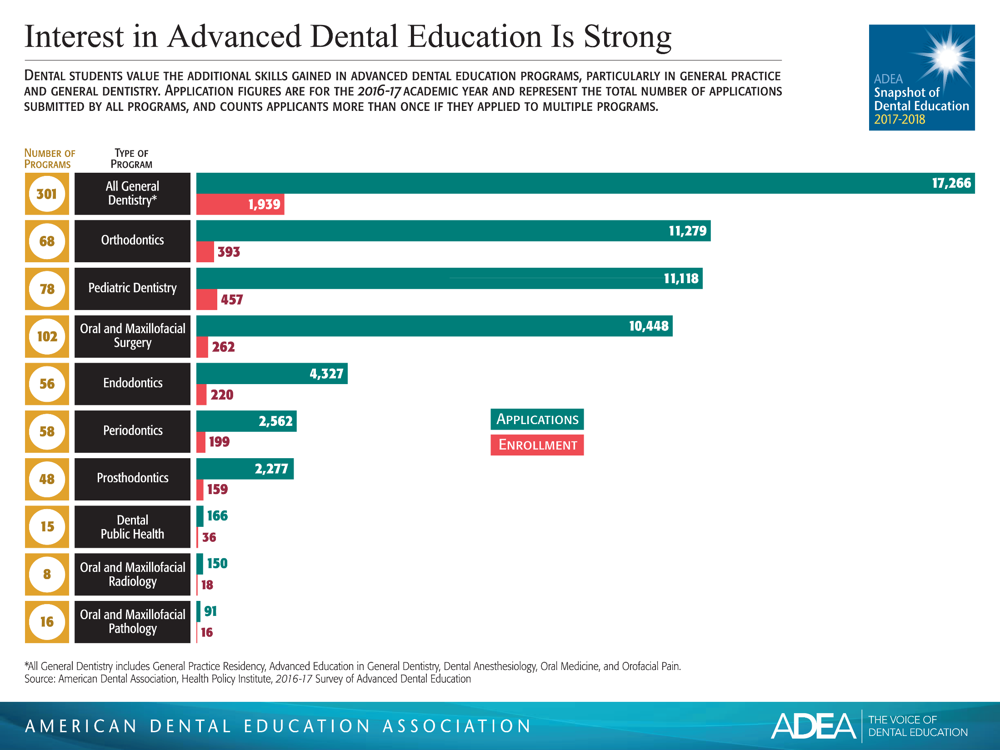 Interest in Advanced Dental Education Is Strong
DENTAL STUDENTS VALUE THE ADDITIONAL SKILLS GAINED IN ADVANCED DENTAL EDUCATION PROGRAMS, PARTICULARLY IN GENERAL PRACTICE
AND GENERAL DENTISTRY. APPLICATION FIGURES ARE FOR THE 2016-17 ACADEMIC YEAR AND REPRESENT THE TOTAL NUMBER OF APPLICATIONS
SUBMITTED BY ALL PROGRAMS, AND COUNTS APPLICANTS MORE THAN ONCE IF THEY APPLIED TO MULTIPLE PROGRAMS.
ADEA
Snapshot of
Dental Education
2017-2018
NUMBER OF
PROGRAMS
TYPE OF
PROGRAM
301
All General
Dentistry*
17,266
1,939
68
Orthodontics
11,279
393
78
Pediatric Dentistry
11,118
457
102
Oral and Maxillofacial
Surgery
10,448
262
56
Endodontics
4,327
220
58
Periodontics
2,562
199
APPLICATIONS
ENROLLMENT
48
Prosthodontics
2,277
159
15
Dental
Public Health
166
36
8
Oral and Maxillofacial
Radiology
150
18
16
Oral and Maxillofacial
Pathology
91
16
*All General Dentistry includes General Practice Residency, Advanced Education in General Dentistry, Dental Anesthesiology, Oral Medicine, and Orofacial Pain.
Source: American Dental Association, Health Policy Institute, 2016-17 Survey of Advanced Dental Education
AMERICAN DENTAL EDUCATION ASSOCIATION
ADEA
THE VOICE OF
DENTAL EDUCATION